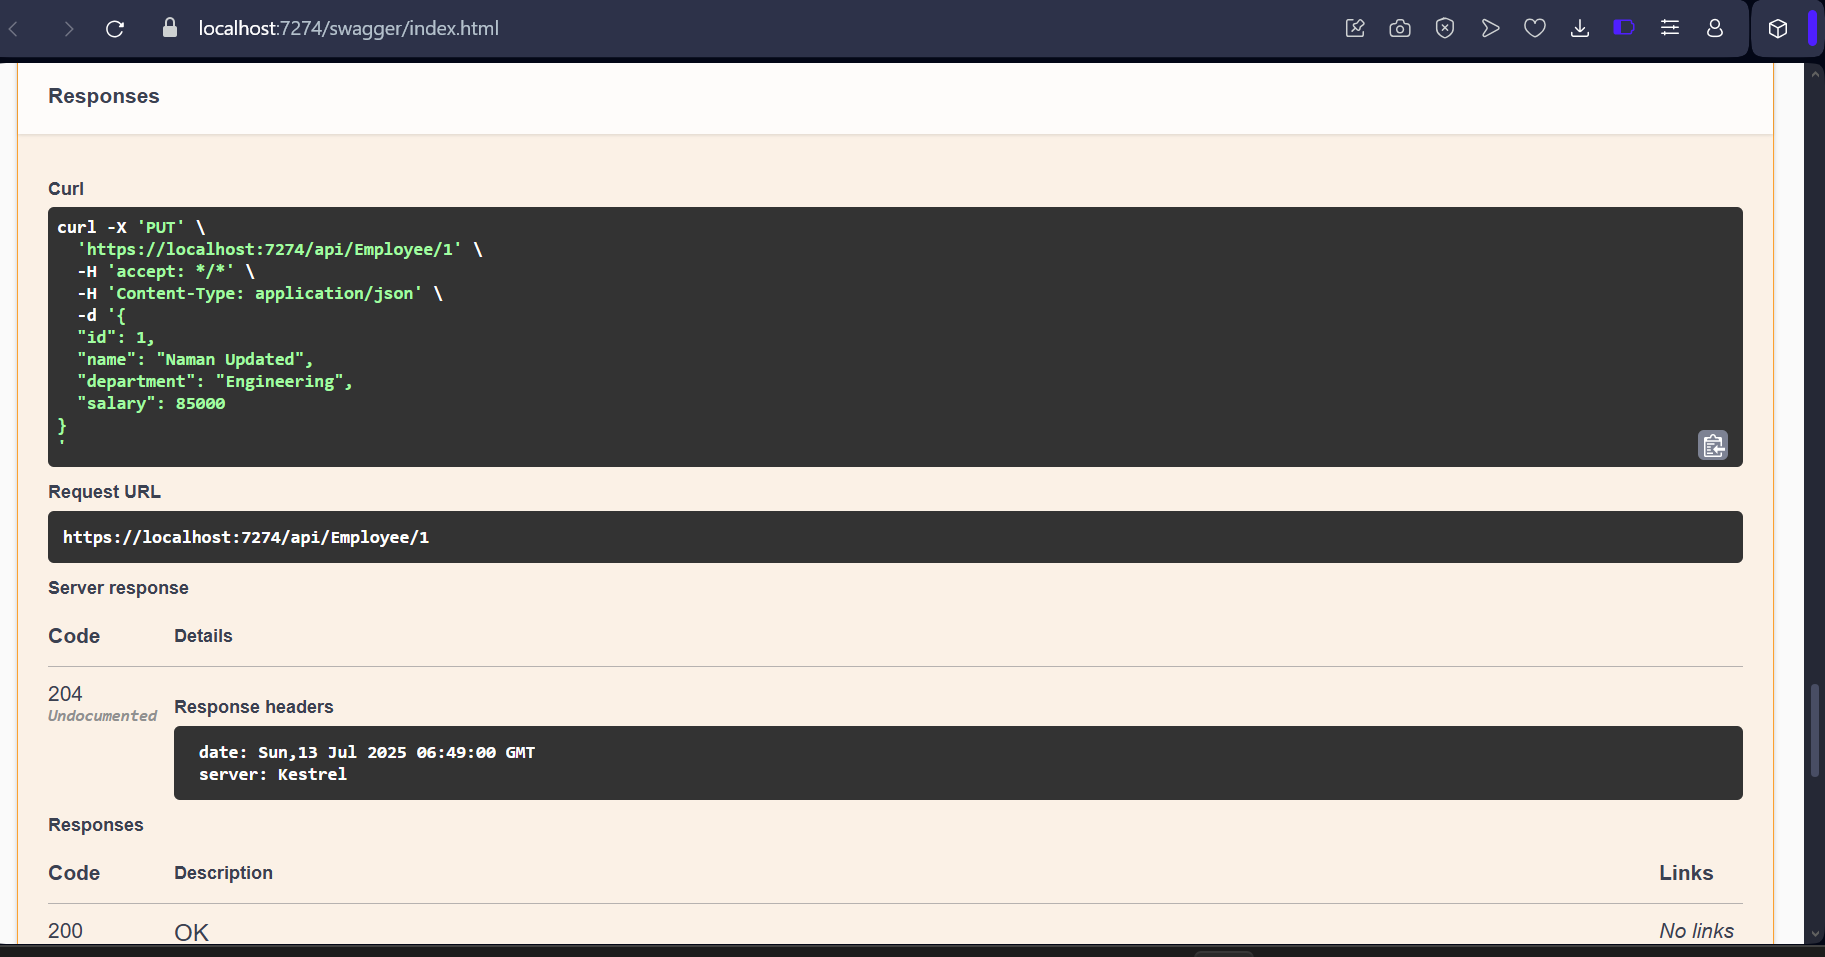 localhost:7274/swagger/index.html
Responses
Curl
curl -X 'PUT' \
  'https://localhost:7274/api/Employee/1' \
  -H 'accept: */*' \
  -H 'Content-Type: application/json' \
  -d '{
  "id": 1,
  "name": "Naman Updated",
  "department": "Engineering",
  "salary": 85000
}
'
Request URL
https://localhost:7274/api/Employee/1
Server response
Code Details
204
Undocumented
Response headers
date: Sun,13 Jul 2025 06:49:00 GMT
server: Kestrel
Responses
Code Description Links
200 OK No links